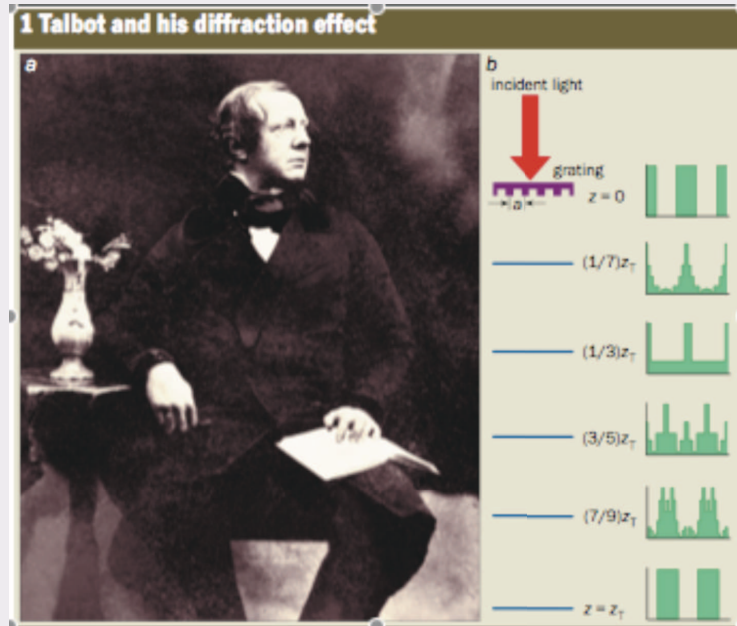 1 Talbot and his diffraction effect
a
b
incident light
grating
a
z = 0
(1/7)zT
(1/3)zT
(3/5)zT
(7/9)zT
z = zT